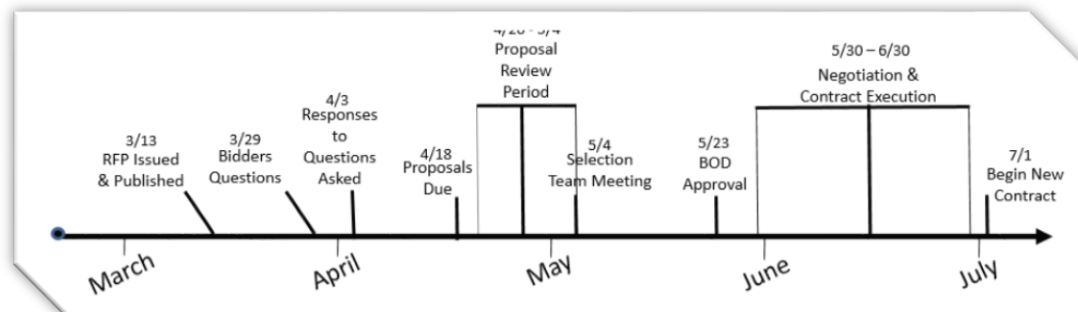 3/13
RFP Issued
& Published
3/29
Bidders
Questions
4/3
Responses
to
Questions
Asked
4/18
Proposals
Due
Proposal
Review
Period
5/4
Selection
Team Meeting
5/23
BOD
Approval
5/30 – 6/30
Negotiation &
Contract Execution
7/1
Begin New
Contract
March
April
May
June
July